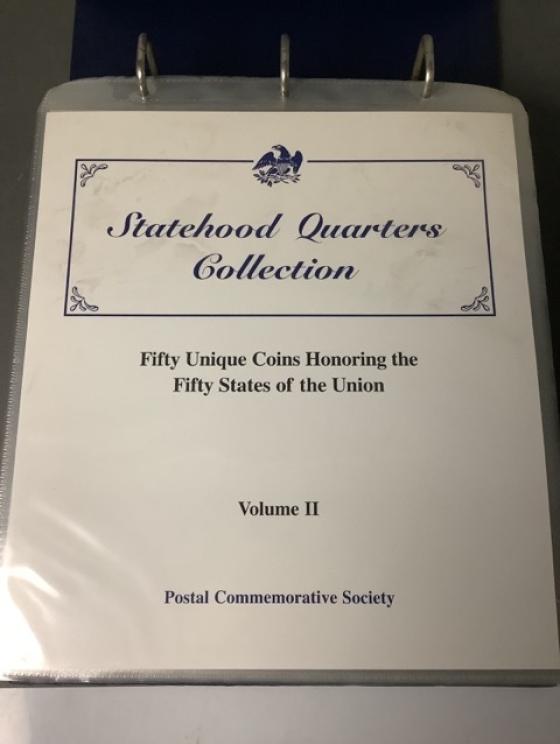 Statehood Quarters
Collection
Fifty Unique Coins Honoring the
Fifty States of the Union
Volume II
Postal Commemorative Society